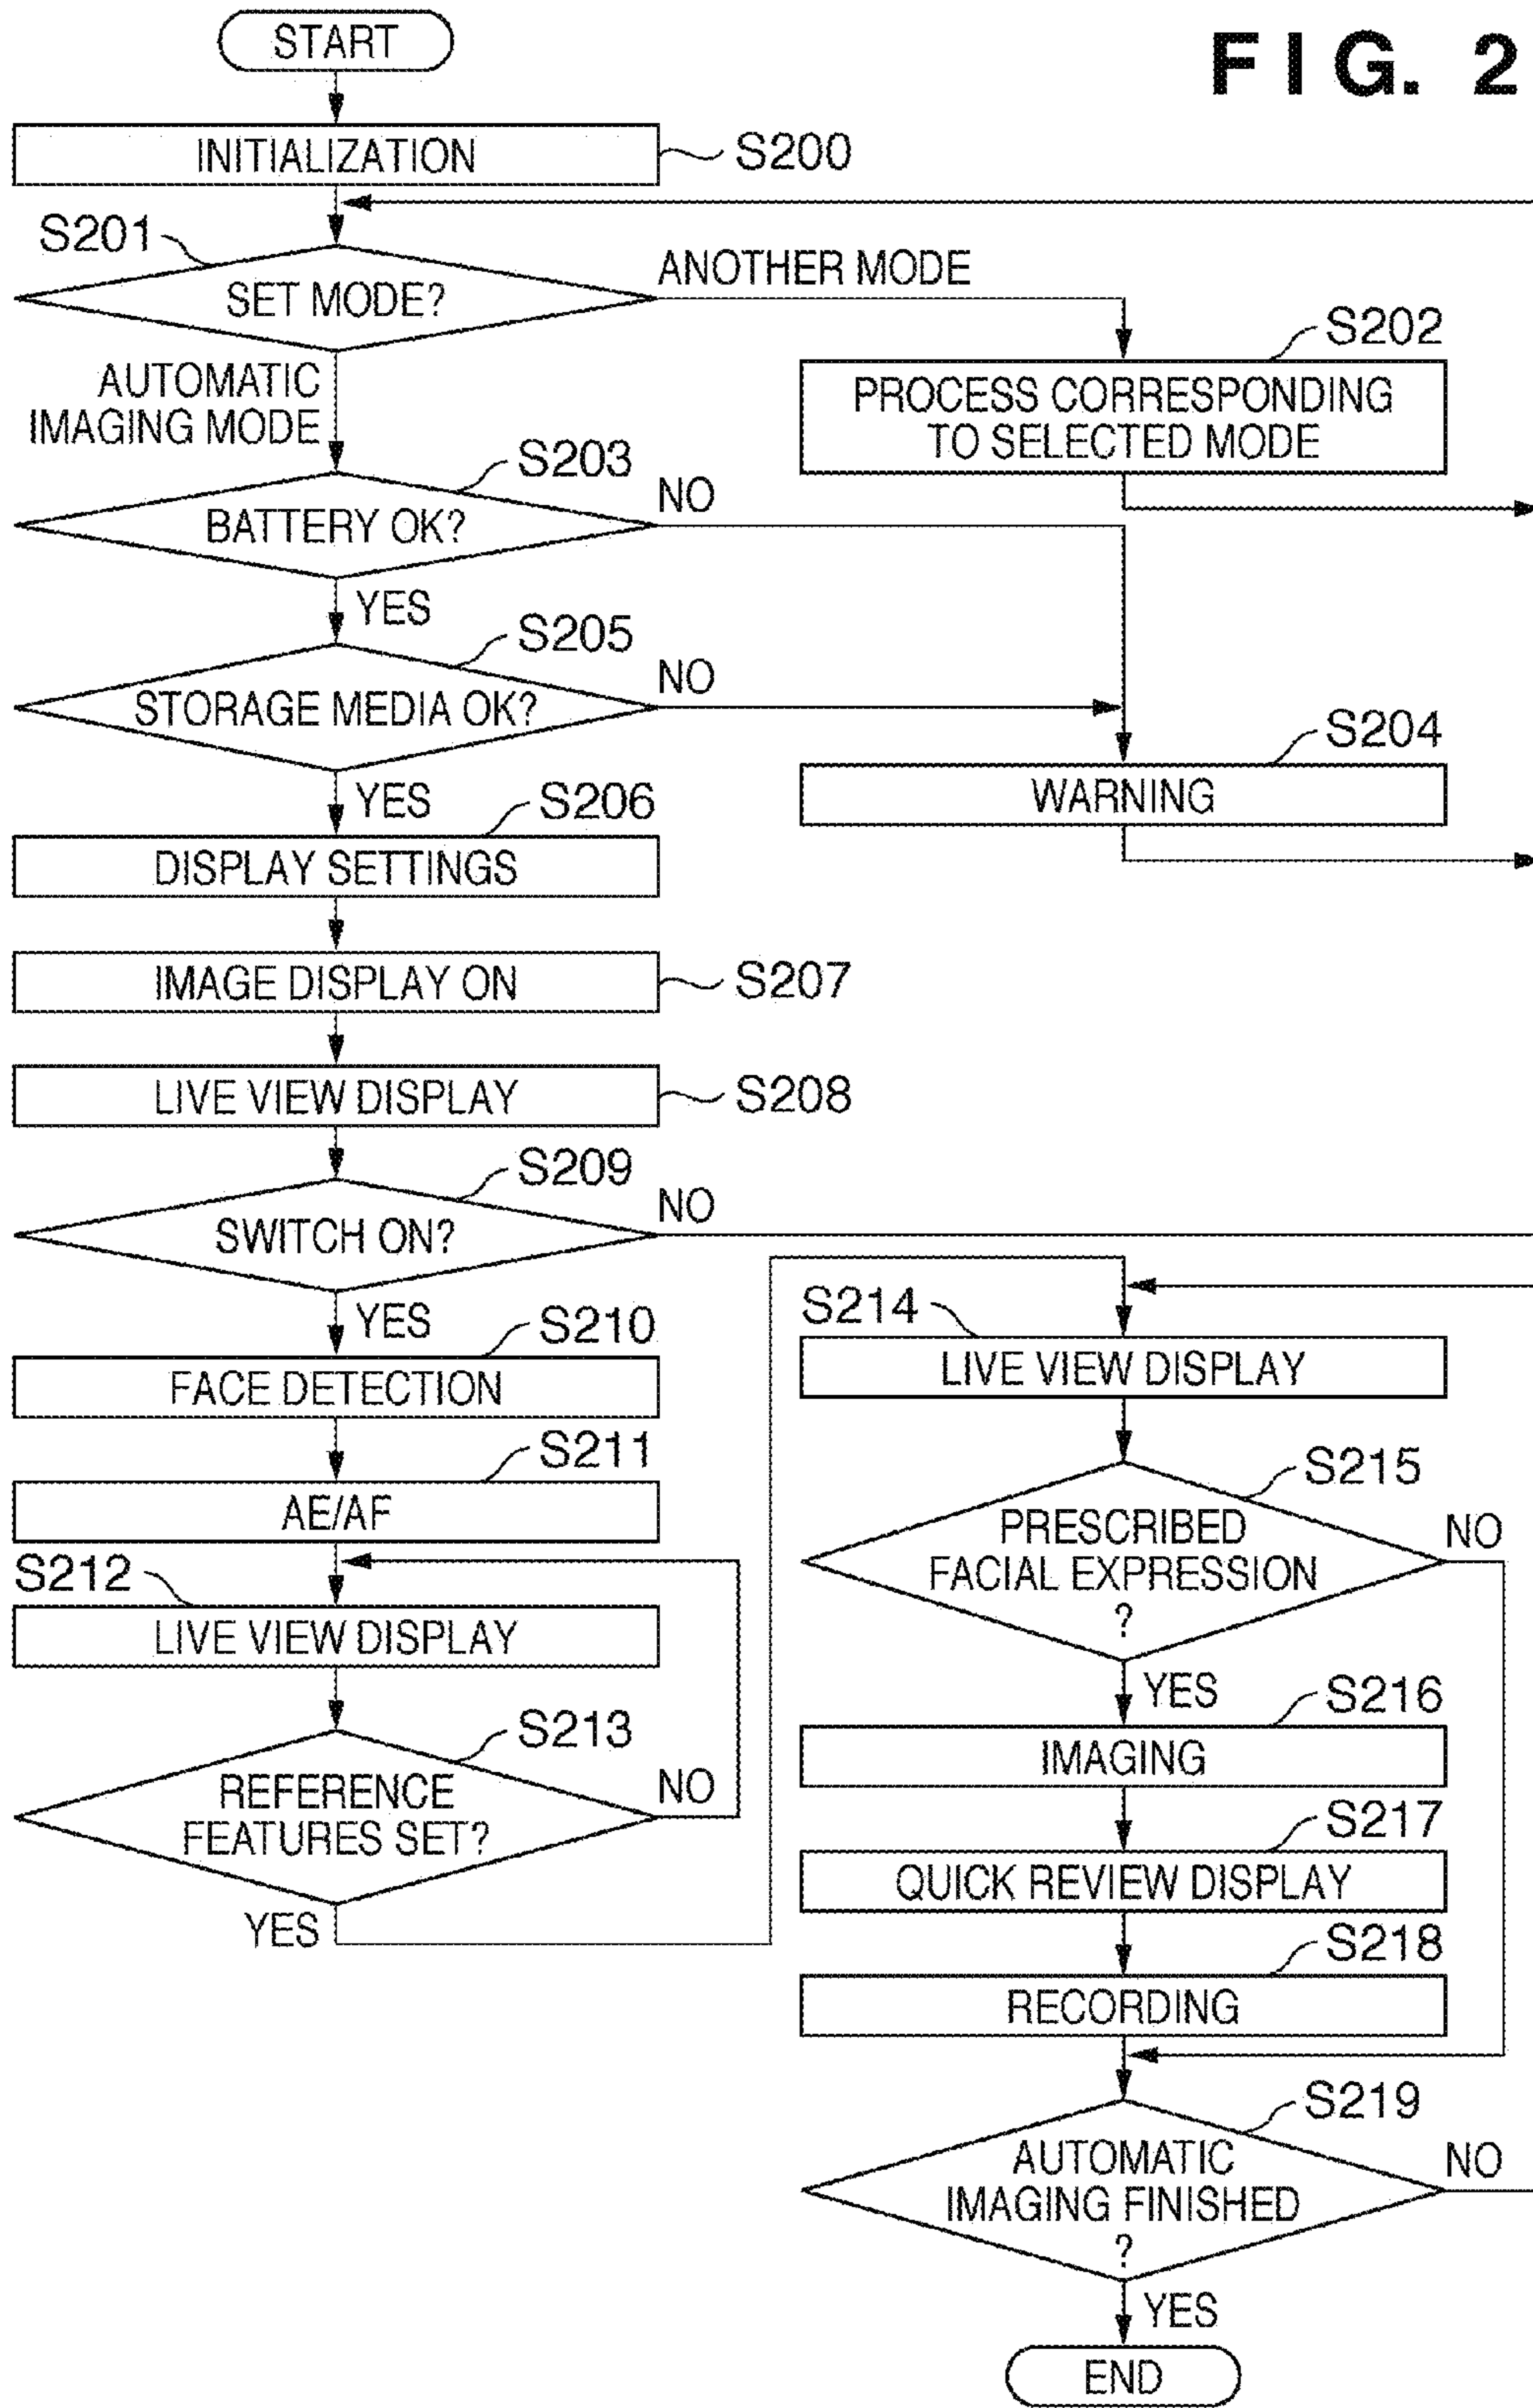 FIG. 2
START
INITIALIZATION
S200
S201
SET MODE?
ANOTHER MODE
AUTOMATIC
IMAGING MODE
S202
PROCESS CORRESPONDING
TO SELECTED MODE
S203
BATTERY OK?
NO
YES
S205
STORAGE MEDIA OK?
NO
YES
S204
WARNING
S206
DISPLAY SETTINGS
IMAGE DISPLAY ON
S207
LIVE VIEW DISPLAY
S208
S209
SWITCH ON?
NO
YES
S210
FACE DETECTION
S211
AE/AF
S212
LIVE VIEW DISPLAY
S213
REFERENCE
FEATURES SET?
NO
YES
S214
LIVE VIEW DISPLAY
S215
PRESCRIBED
FACIAL EXPRESSION
?
NO
YES
S216
IMAGING
S217
QUICK REVIEW DISPLAY
S218
RECORDING
S219
AUTOMATIC
IMAGING FINISHED
?
NO
YES
END